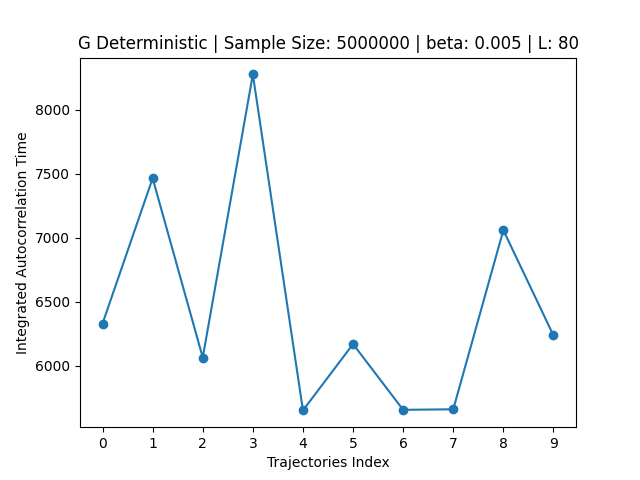 G Deterministic | Sample Size: 5000000 | beta: 0.005 | L: 80
Integrated Autocorrelation Time
8000
7500
7000
6500
6000
0 1 2 3 4 5 6 7 8 9
Trajectories Index